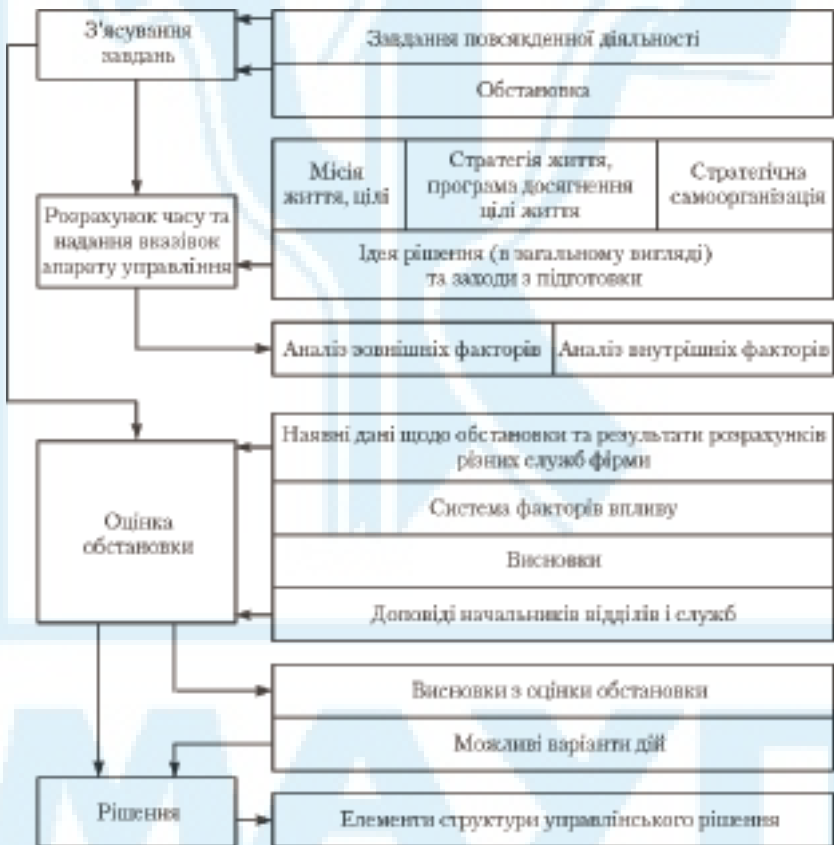 З'ясування
завдань
Завдання повсякденної діяльності
Обстановка
Місія
життя, цілі
Стратегія життя,
програма досягнення
цілі життя
Стратегічна
самоорганізація
Розрахунок часу та
надання вказівок
апарату управління
Ідея рішення (в загальному вигляді)
та заходи з підготовки
Аналіз зовнішніх факторів
Аналіз внутрішніх факторів
Наявні дані щодо обстановки та результати розрахунків
різних служб фірми
Оцінка
обстановки
Система факторів впливу
Висновки
Доповіді начальників відділів і служб
Висновки з оцінки обстановки
Можливі варіанти дій
Рішення
Елементи структури управлінського рішення
МАУП